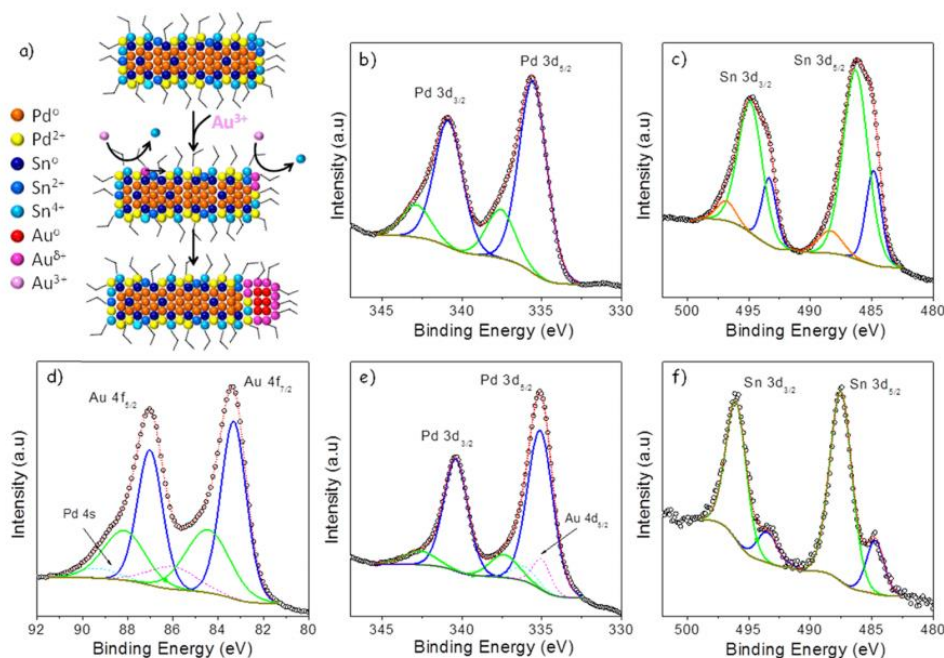 a)
Au³⁺
Pd⁰
Pd²⁺
Sn⁰
Sn²⁺
Sn⁴⁺
Au⁰
Auᵟ⁺
Au³⁺
b)
Pd 3d₅/₂
Pd 3d₃/₂
Intensity (a.u)
345 340 335 330
Binding Energy (eV)
c)
Sn 3d₃/₂
Sn 3d₅/₂
Intensity (a.u)
500 495 490 485 480
Binding Energy (eV)
d)
Au 4f₇/₂
Au 4f₅/₂
Pd 4s
Intensity (a.u)
92 90 88 86 84 82 80
Binding Energy (eV)
e)
Pd 3d₅/₂
Pd 3d₃/₂
Au 4d₅/₂
Intensity (a.u)
345 340 335 330
Binding Energy (eV)
f)
Sn 3d₃/₂
Sn 3d₅/₂
Intensity (a.u)
500 495 490 485 480
Binding Energy (eV)